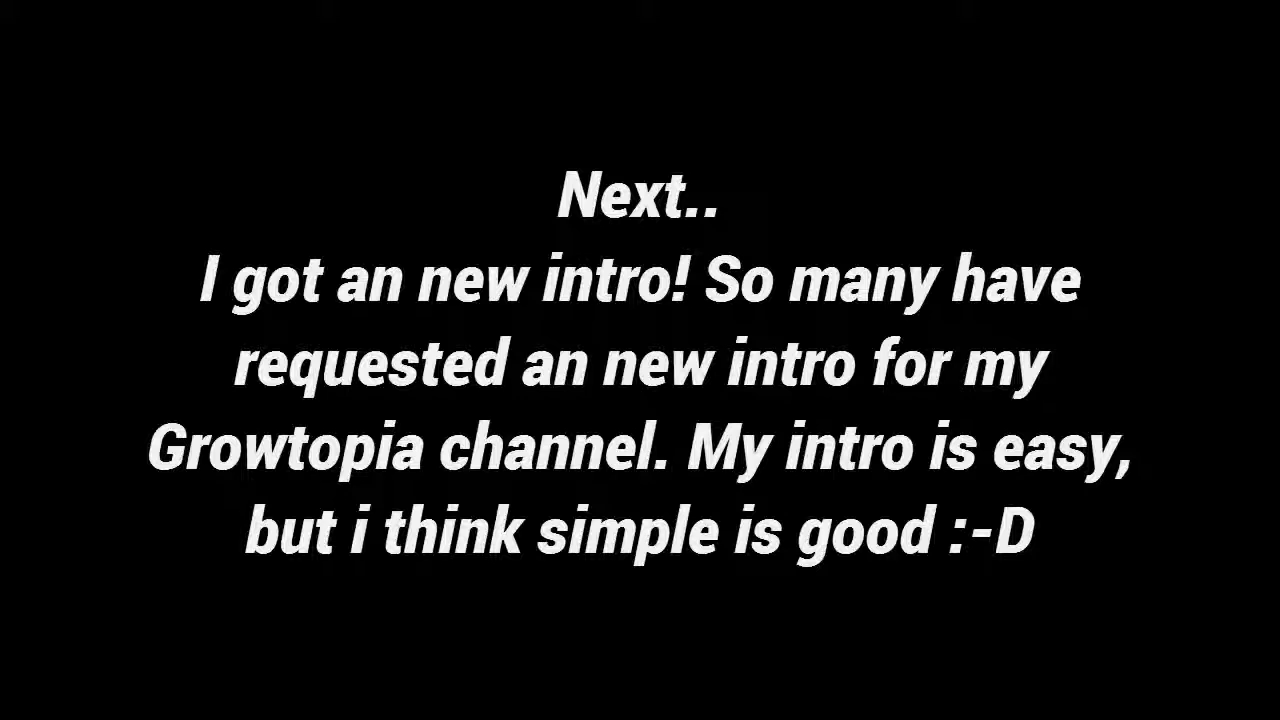 Next..
I got an new intro! So many have
requested an new intro for my
Growtopia channel. My intro is easy,
but i think simple is good :-D